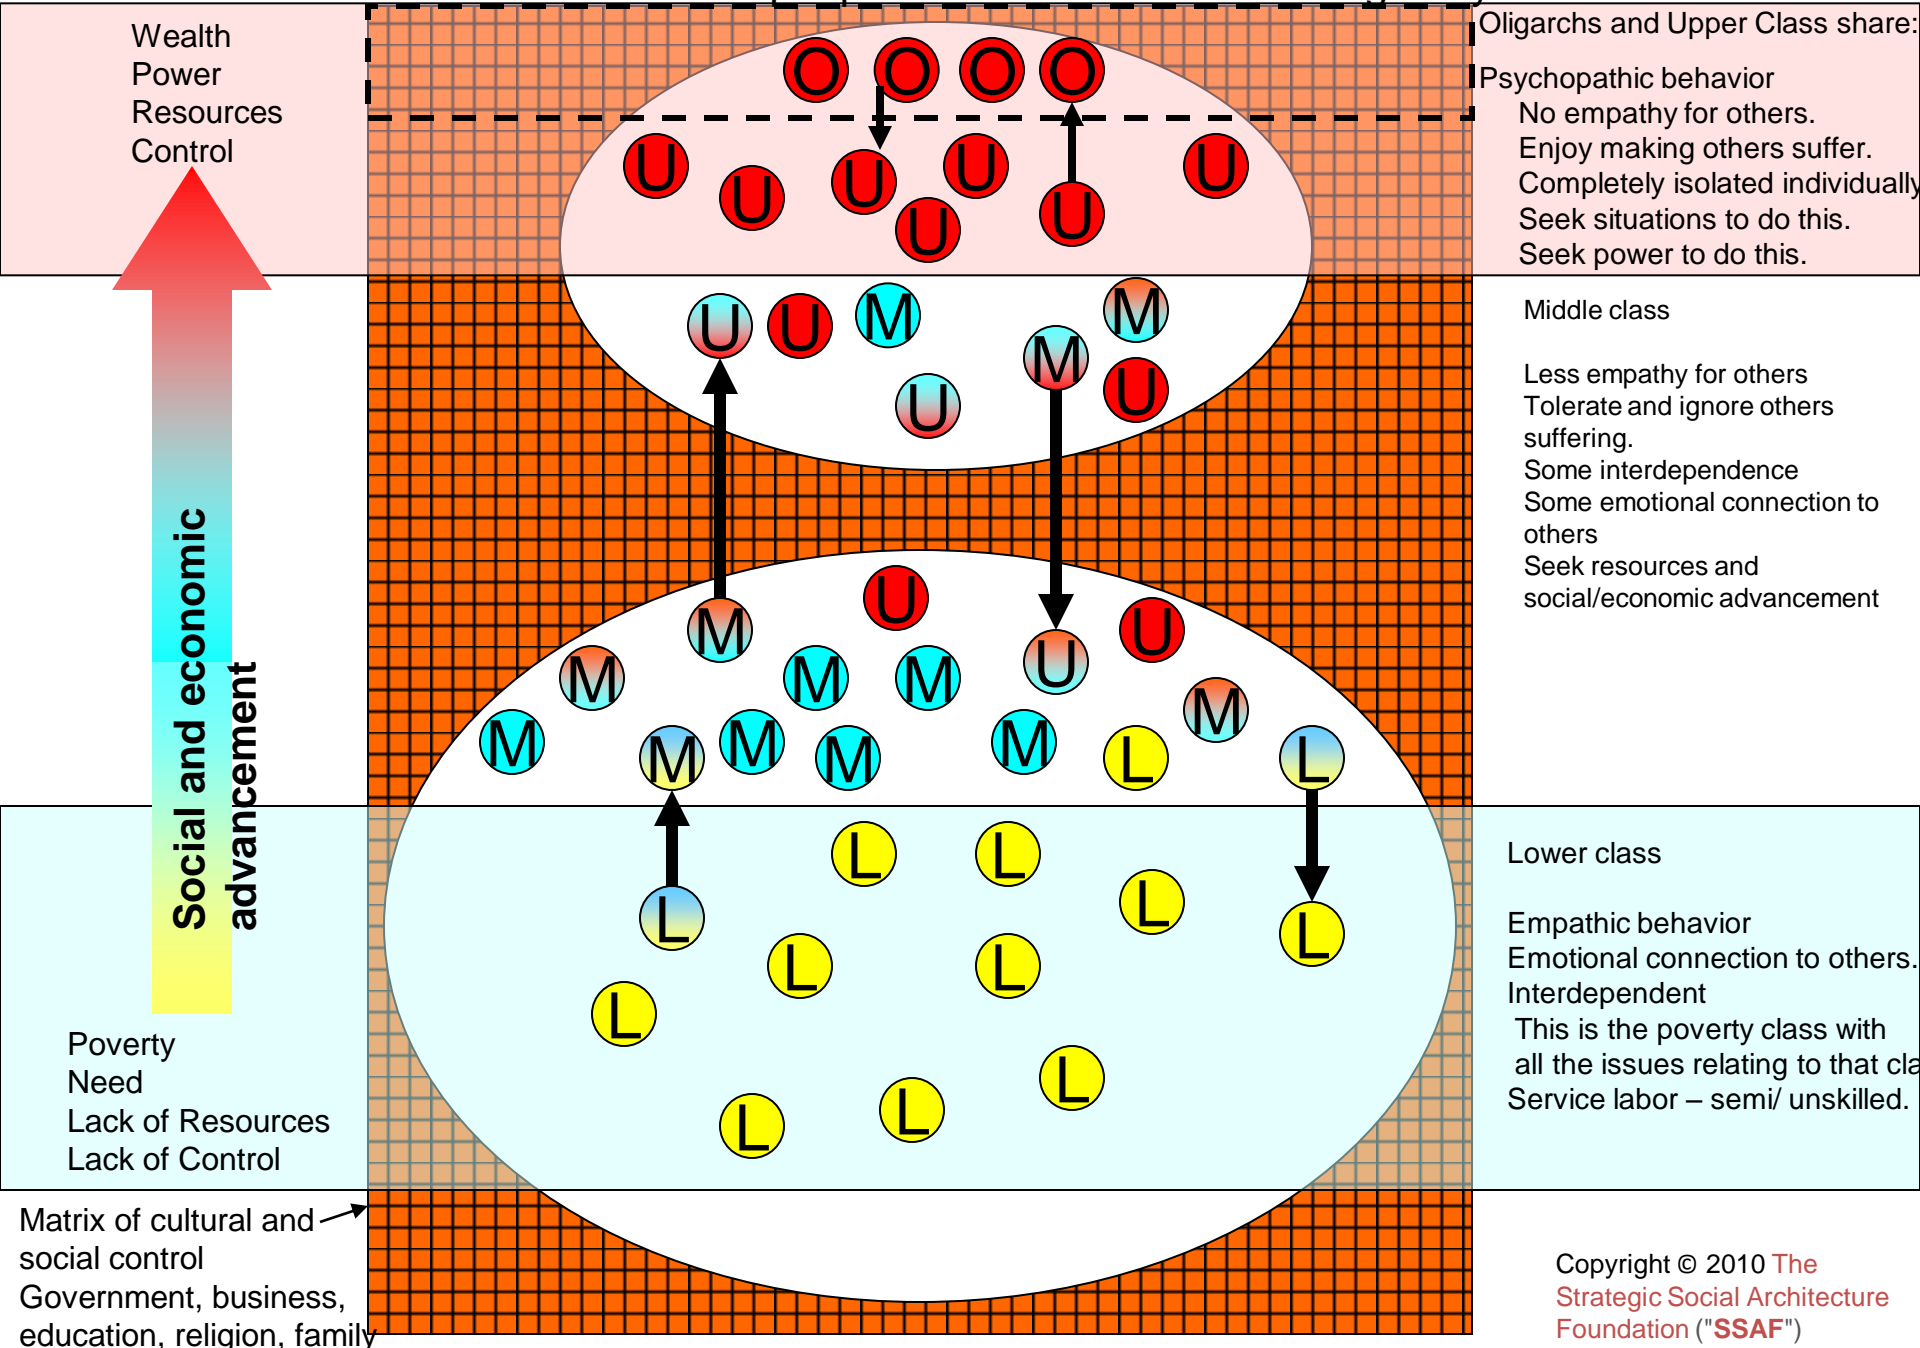 Wealth
Power
Resources
Control
Oligarchs and Upper Class share:
Psychopathic behavior
No empathy for others.
Enjoy making others suffer.
Completely isolated individually
Seek situations to do this.
Seek power to do this.
O O O O
U U U U U U U
U U M M
M U
U
Middle class
Less empathy for others
Tolerate and ignore others
suffering.
Some interdependence
Some emotional connection to
others
Seek resources and
social/economic advancement
Social and economic
advancement
U
M U
M M M U
M M
M M M M L L
L L
L
L L
L L
L
L
L L
Lower class
Empathic behavior
Emotional connection to others.
Interdependent
This is the poverty class with
all the issues relating to that cla
Service labor – semi/ unskilled.
Poverty
Need
Lack of Resources
Lack of Control
Matrix of cultural and
social control
Government, business,
education, religion, family
Copyright © 2010 The
Strategic Social Architecture
Foundation ("SSAF")